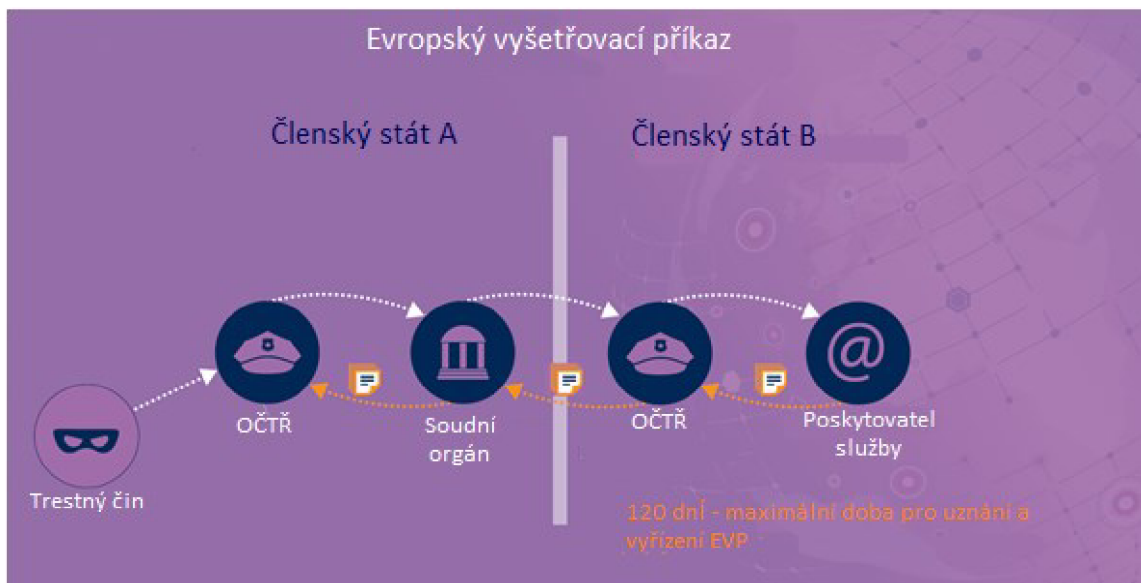 Evropský vyšetřovací příkaz
Členský stát A
Členský stát B
OČTŘ
Soudní
orgán
OČTŘ
Poskytovatel
služby
Trestný čin
120 dnÍ - maximální doba pro uznání a
vyřízení EVP